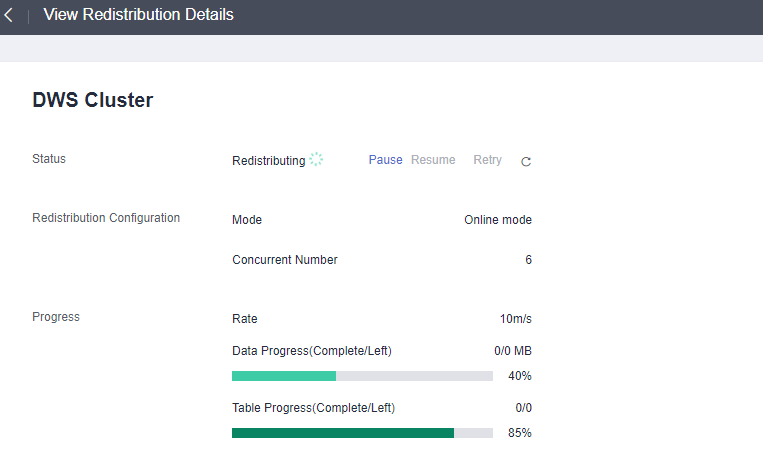 View Redistribution Details
DWS Cluster
Status Redistributing Pause Resume Retry
Redistribution Configuration Mode Online mode
Concurrent Number 6
Progress Rate 10m/s
Data Progress(Complete/Left) 0/0 MB
40%
Table Progress(Complete/Left) 0/0
85%